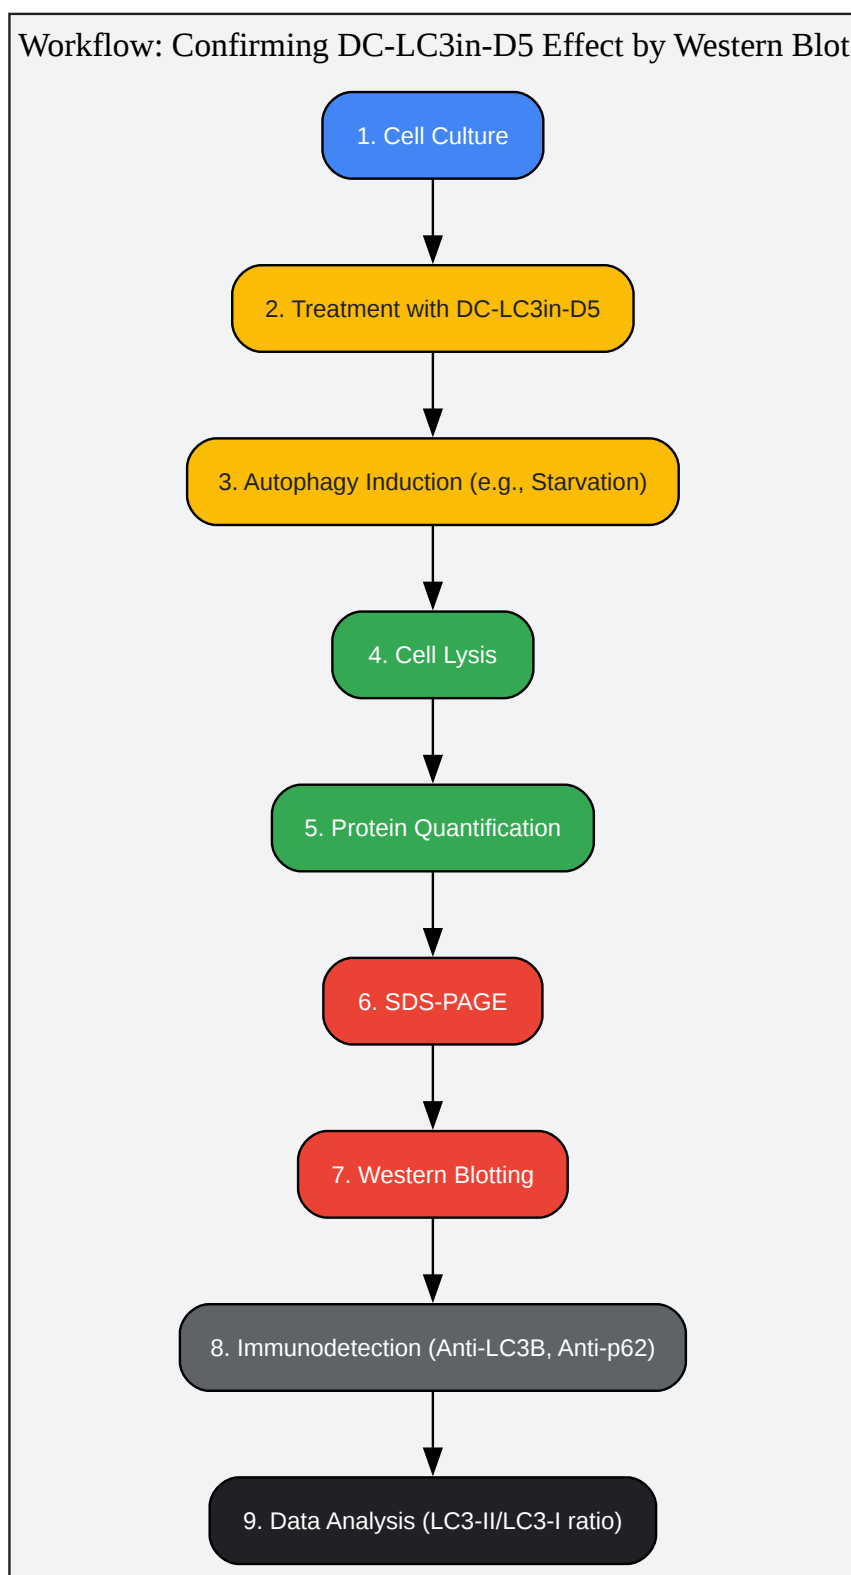 Workflow: Confirming DC-LC3in-D5 Effect by Western Blot
1. Cell Culture
2. Treatment with DC-LC3in-D5
3. Autophagy Induction (e.g., Starvation)
4. Cell Lysis
5. Protein Quantification
6. SDS-PAGE
7. Western Blotting
8. Immunodetection (Anti-LC3B, Anti-p62)
9. Data Analysis (LC3-II/LC3-I ratio)